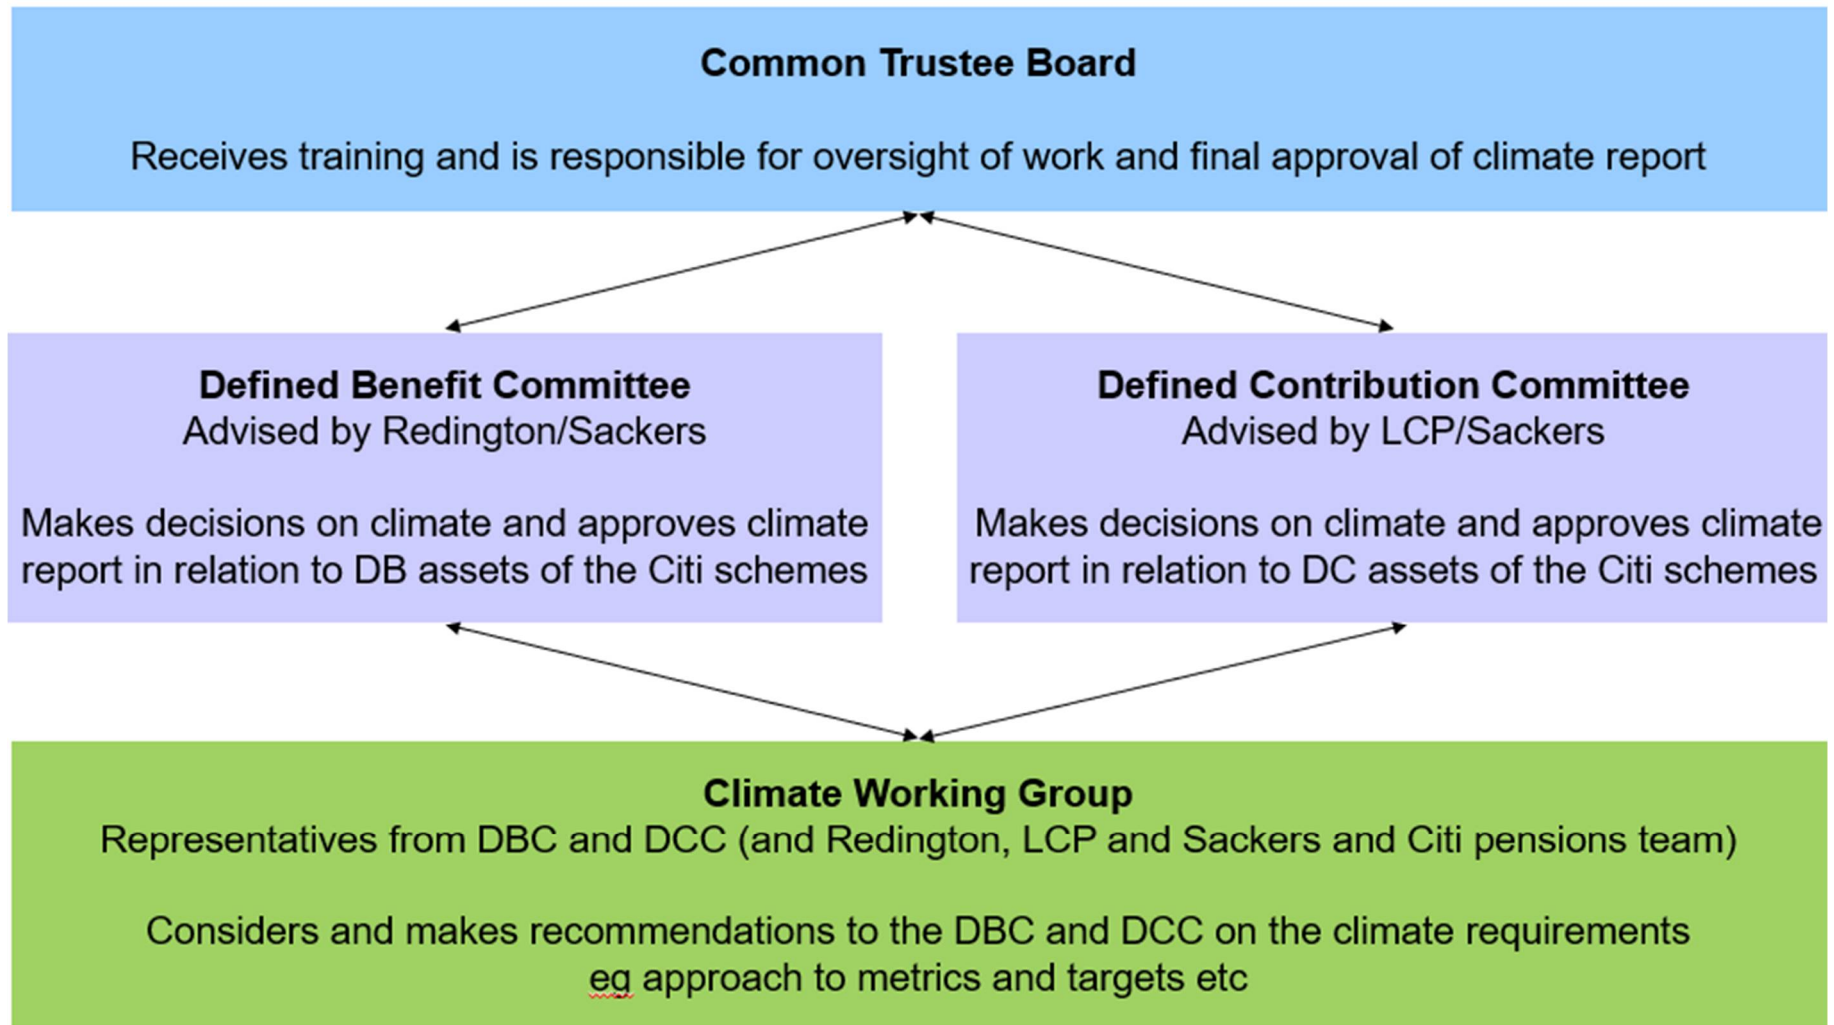 Common Trustee Board
Receives training and is responsible for oversight of work and final approval of climate report
Defined Benefit Committee
Advised by Redington/Sackers
Makes decisions on climate and approves climate
report in relation to DB assets of the Citi schemes
Defined Contribution Committee
Advised by LCP/Sackers
Makes decisions on climate and approves climate
report in relation to DC assets of the Citi schemes
Climate Working Group
Representatives from DBC and DCC (and Redington, LCP and Sackers and Citi pensions team)
Considers and makes recommendations to the DBC and DCC on the climate requirements
eg approach to metrics and targets etc